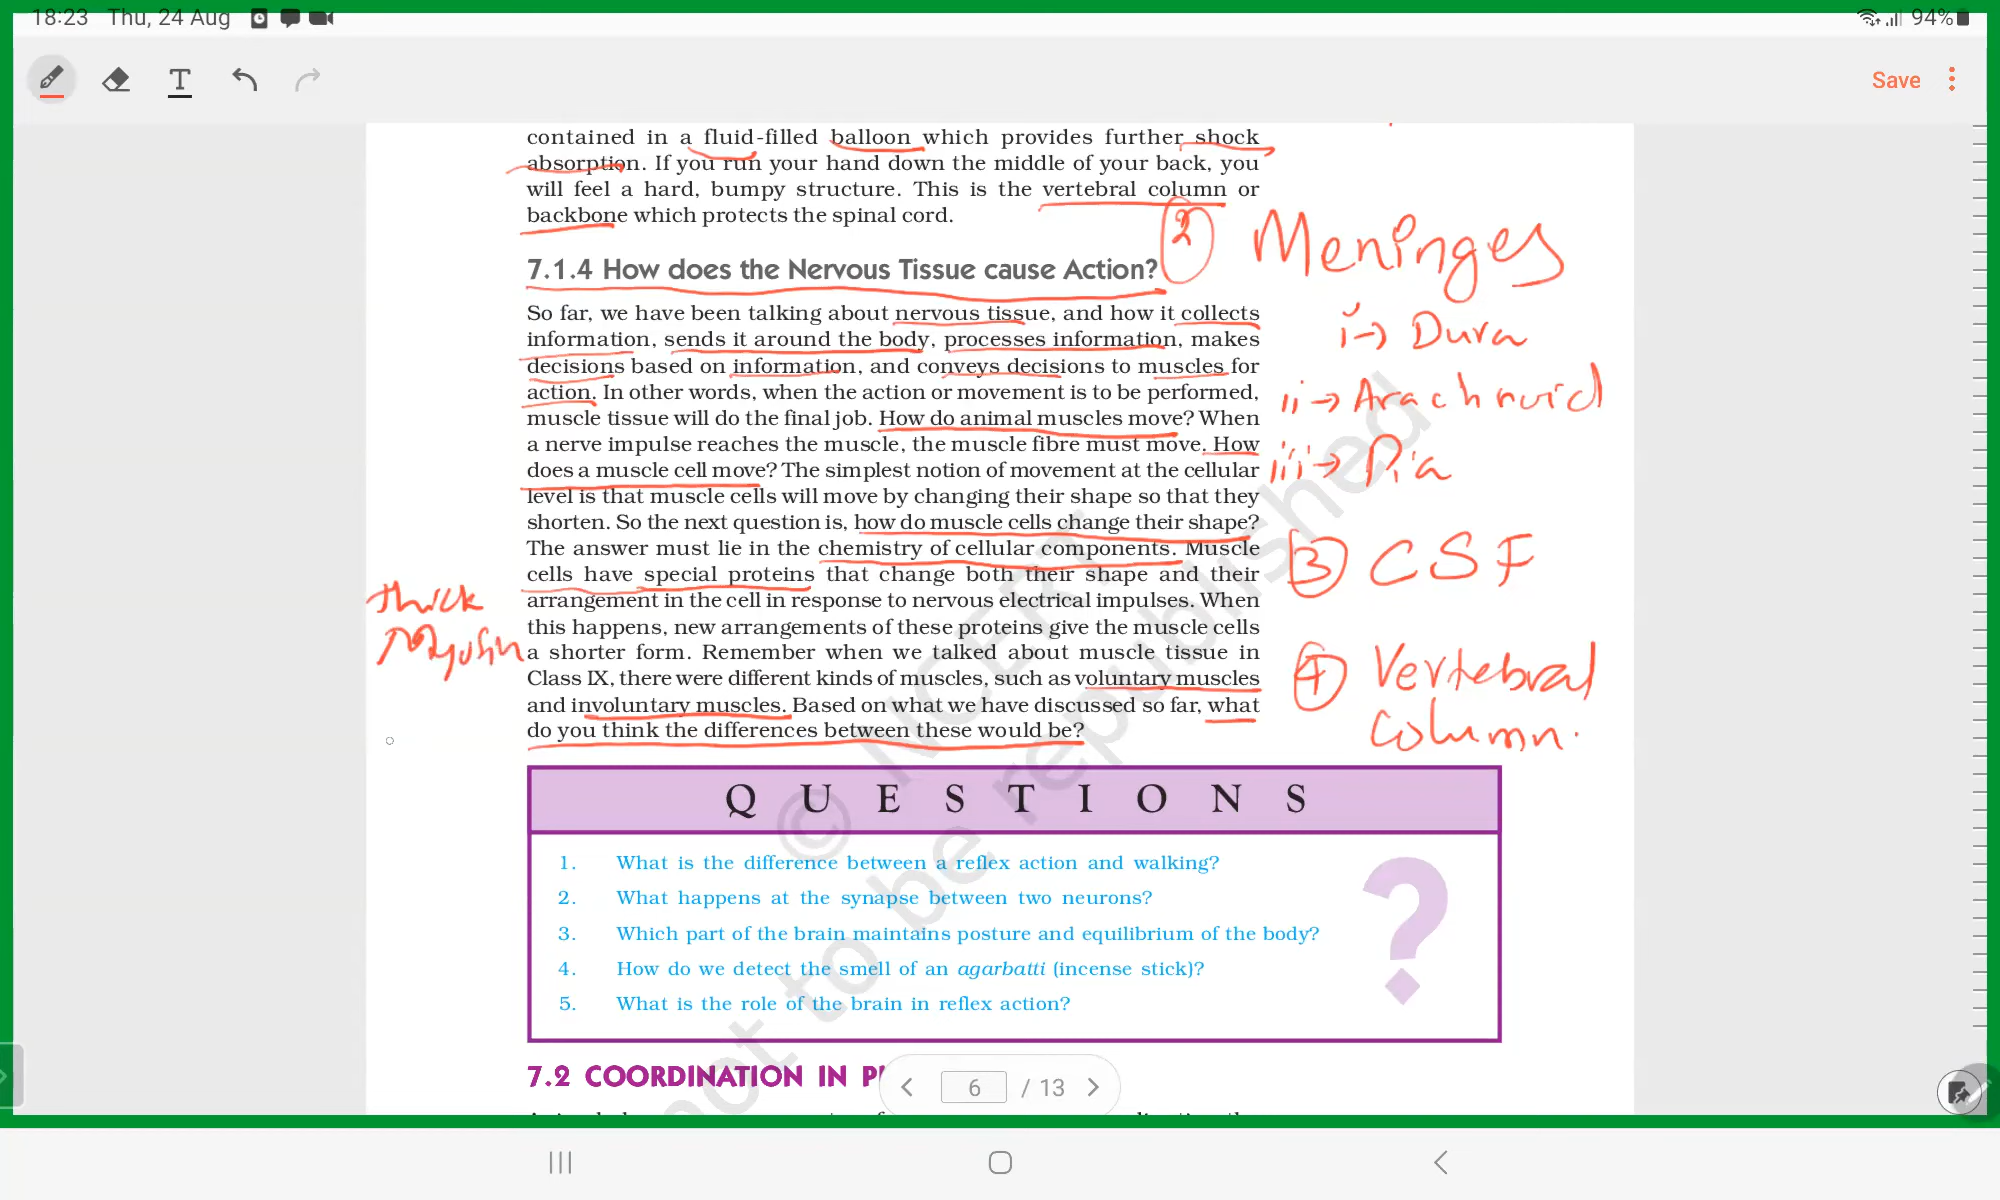 18:23 Thu, 24 Aug
94%
Save
contained in a fluid-filled balloon which provides further shock
absorption. If you run your hand down the middle of your back, you
will feel a hard, bumpy structure. This is the vertebral column or
backbone which protects the spinal cord.
7.1.4 How does the Nervous Tissue cause Action?
So far, we have been talking about nervous tissue, and how it collects
information, sends it around the body, processes information, makes
decisions based on information, and conveys decisions to muscles for
action. In other words, when the action or movement is to be performed,
muscle tissue will do the final job. How do animal muscles move? When
a nerve impulse reaches the muscle, the muscle fibre must move. How
does a muscle cell move? The simplest notion of movement at the cellular
level is that muscle cells will move by changing their shape so that they
shorten. So the next question is, how do muscle cells change their shape?
The answer must lie in the chemistry of cellular components. Muscle
cells have special proteins that change both their shape and their
arrangement in the cell in response to nervous electrical impulses. When
this happens, new arrangements of these proteins give the muscle cells
a shorter form. Remember when we talked about muscle tissue in
Class IX, there were different kinds of muscles, such as voluntary muscles
and involuntary muscles. Based on what we have discussed so far, what
do you think the differences between these would be?
2 Meninges
i → Dura
ii → Arachnoid
iii → Pia
3 CSF
4 Vertebral
Column.
thick
Myosin
QUESTIONS
1. What is the difference between a reflex action and walking?
2. What happens at the synapse between two neurons?
3. Which part of the brain maintains posture and equilibrium of the body?
4. How do we detect the smell of an agarbatti (incense stick)?
5. What is the role of the brain in reflex action?
?
7.2 COORDINATION IN
6 / 13
© NCERT
not to be republished